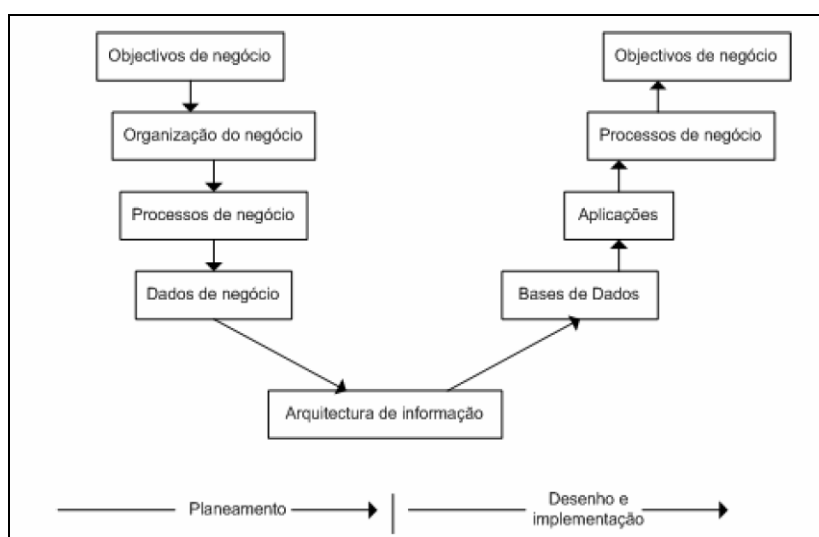 Objectivos de negócio
Organização do negócio
Processos de negócio
Dados de negócio
Arquitectura de informação
Bases de Dados
Aplicações
Processos de negócio
Objectivos de negócio
Planeamento
Desenho e
implementação